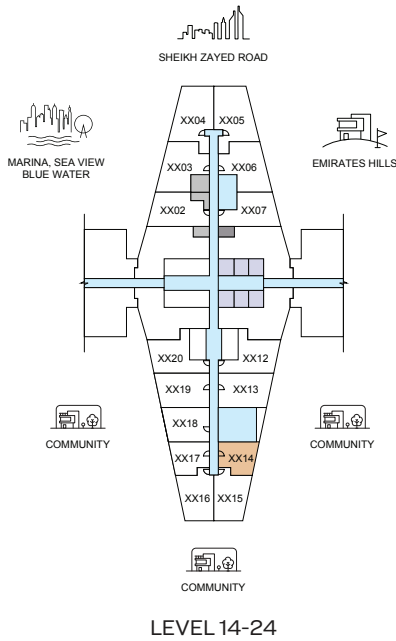 SHEIKH ZAYED ROAD
MARINA, SEA VIEW
BLUE WATER
EMIRATES HILLS
XX04 XX05
XX03 XX06
XX02 XX07
XX20 XX12
XX19 XX13
XX18
XX17 XX14
XX16 XX15
COMMUNITY
COMMUNITY
COMMUNITY
LEVEL 14-24